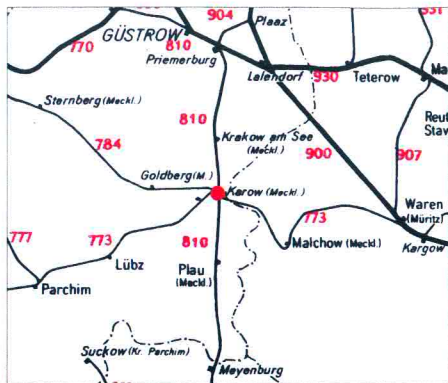 904
Plaaz
551
GÜSTROW
770
810
Priemerburg
Lalendorf
930
Teterow
Ma
Sternberg (Meckl.)
810
Reut
Stav
784
Krakow am See
(Meckl.)
900
907
Goldberg (M.)
Karow (Meckl.)
Waren
(Müritz)
773
777
773
810
Malchow (Meckl.)
Kargow
Lübz
Plau
(Meckl.)
Parchim
Suckow (Kr. Parchim)
Meyenburg